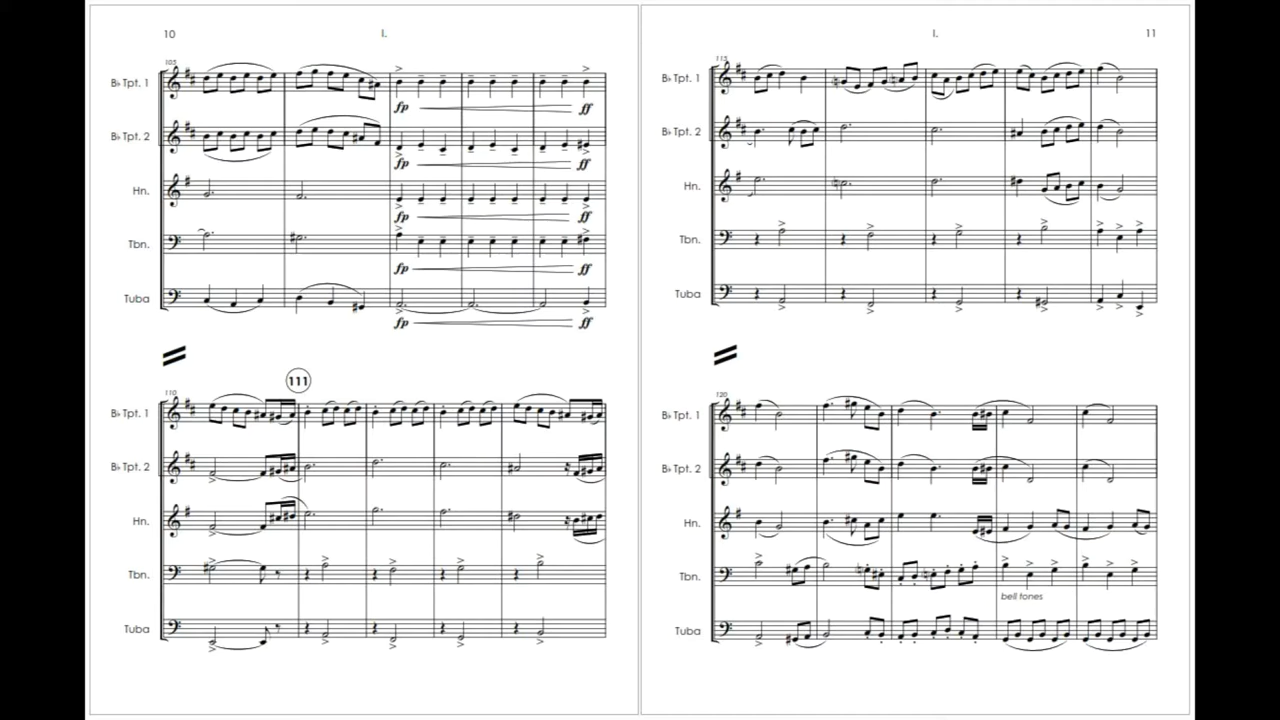 10
I.
105
B♭ Tpt. 1
fp
ff
B♭ Tpt. 2
fp
ff
Hn.
fp
ff
Tbn.
fp
ff
Tuba
fp
ff
110
111
B♭ Tpt. 1
B♭ Tpt. 2
Hn.
Tbn.
Tuba
I.
11
115
B♭ Tpt. 1
B♭ Tpt. 2
Hn.
Tbn.
Tuba
120
B♭ Tpt. 1
B♭ Tpt. 2
Hn.
Tbn.
bell tones
Tuba